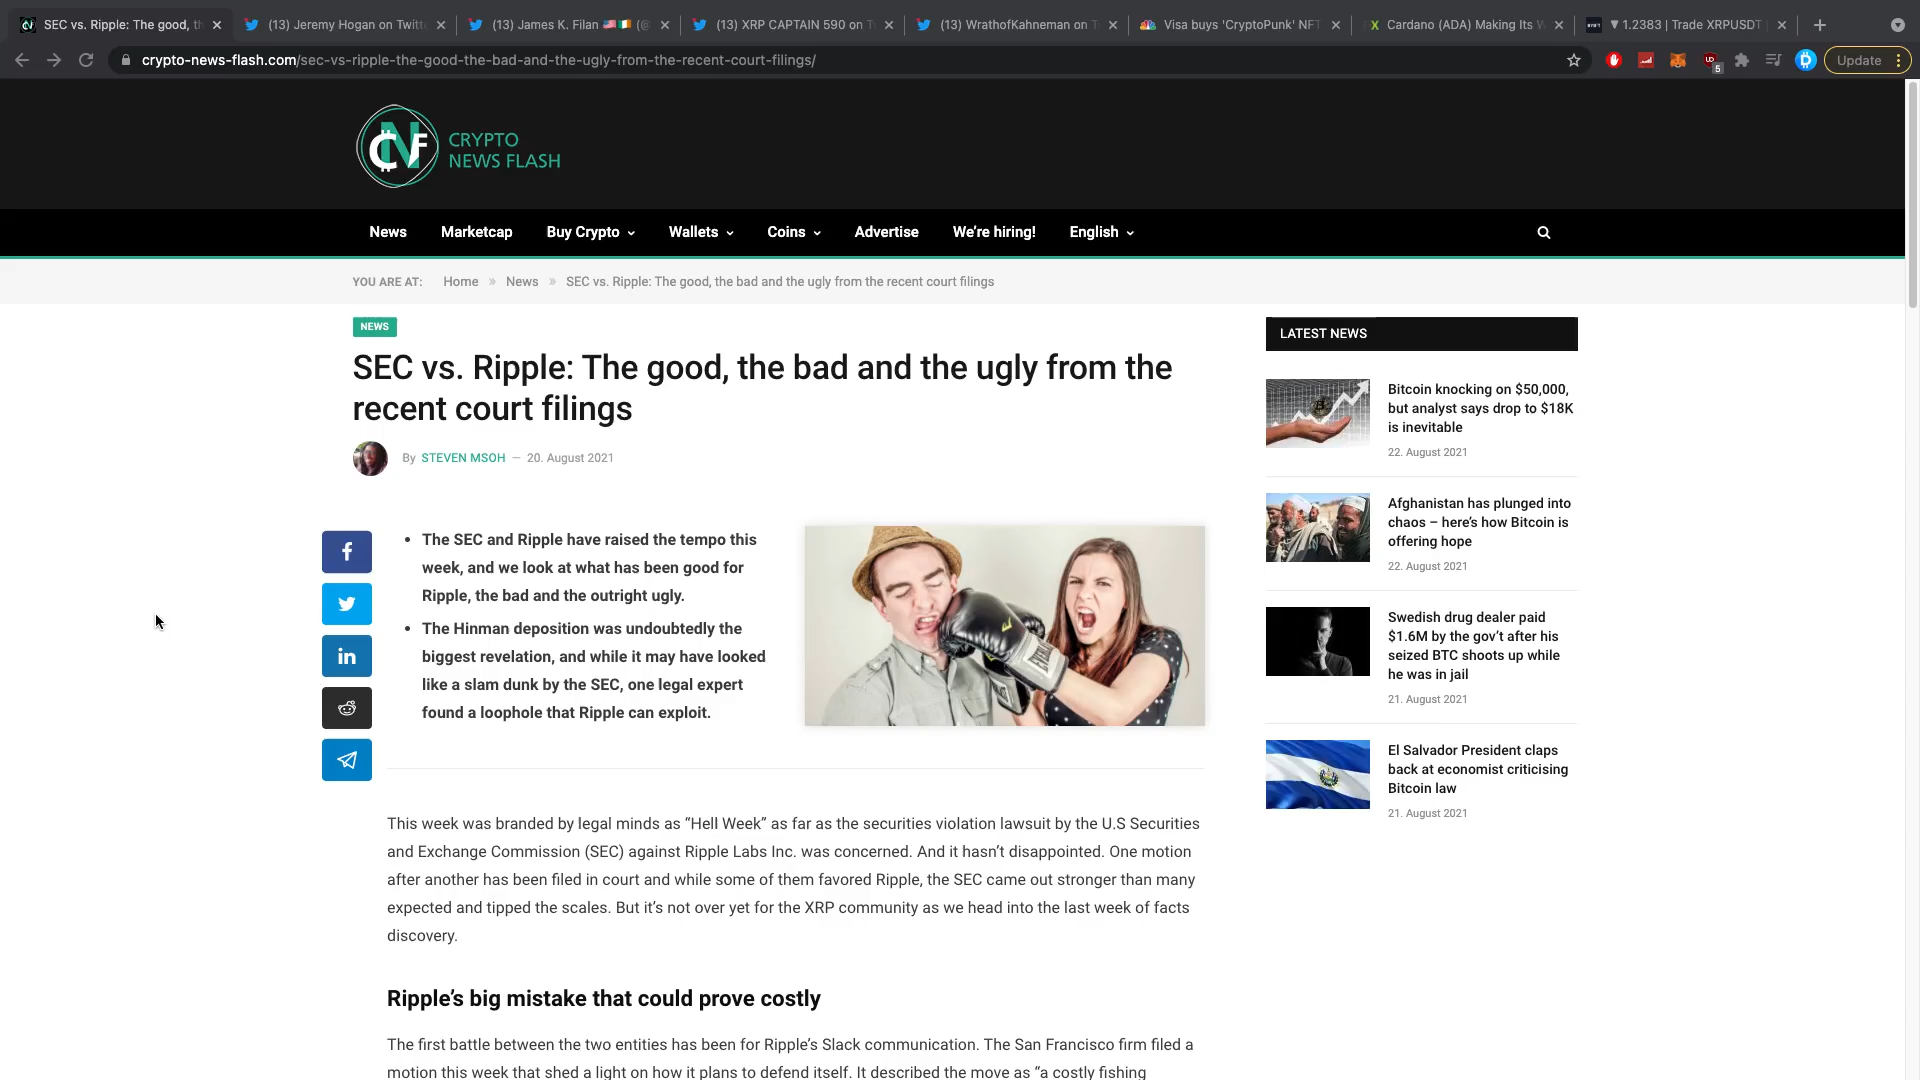 SEC vs. Ripple: The good, th
(13) Jeremy Hogan on Twitt
(13) James K. Filan 🇺🇸🇮🇪 (@
(13) XRP CAPTAIN 590 on T
(13) WrathofKahneman on T
Visa buys 'CryptoPunk' NFT
Cardano (ADA) Making Its W
▼ 1.2383 | Trade XRPUSDT |
crypto-news-flash.com/sec-vs-ripple-the-good-the-bad-and-the-ugly-from-the-recent-court-filings/
5
Update
CNF
CRYPTO
NEWS FLASH
News
Marketcap
Buy Crypto
Wallets
Coins
Advertise
We're hiring!
English
YOU ARE AT: Home » News » SEC vs. Ripple: The good, the bad and the ugly from the recent court filings
NEWS
SEC vs. Ripple: The good, the bad and the ugly from the
recent court filings
By STEVEN MSOH — 20. August 2021
• The SEC and Ripple have raised the tempo this
week, and we look at what has been good for
Ripple, the bad and the outright ugly.
• The Hinman deposition was undoubtedly the
biggest revelation, and while it may have looked
like a slam dunk by the SEC, one legal expert
found a loophole that Ripple can exploit.
This week was branded by legal minds as “Hell Week” as far as the securities violation lawsuit by the U.S Securities
and Exchange Commission (SEC) against Ripple Labs Inc. was concerned. And it hasn’t disappointed. One motion
after another has been filed in court and while some of them favored Ripple, the SEC came out stronger than many
expected and tipped the scales. But it’s not over yet for the XRP community as we head into the last week of facts
discovery.
Ripple’s big mistake that could prove costly
The first battle between the two entities has been for Ripple’s Slack communication. The San Francisco firm filed a
motion this week that shed a light on how it plans to defend itself. It described the move as “a costly fishing
LATEST NEWS
Bitcoin knocking on $50,000,
but analyst says drop to $18K
is inevitable
22. August 2021
Afghanistan has plunged into
chaos – here’s how Bitcoin is
offering hope
22. August 2021
Swedish drug dealer paid
$1.6M by the gov’t after his
seized BTC shoots up while
he was in jail
21. August 2021
El Salvador President claps
back at economist criticising
Bitcoin law
21. August 2021